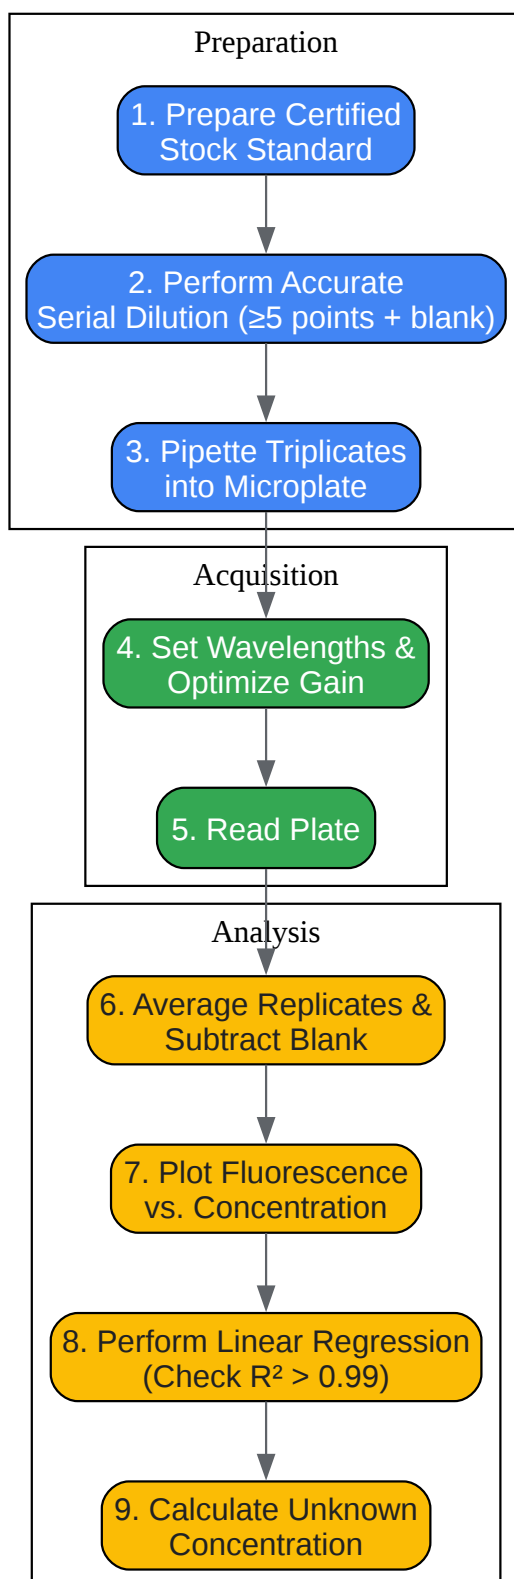 Preparation
1. Prepare Certified
Stock Standard
2. Perform Accurate
Serial Dilution (≥5 points + blank)
3. Pipette Triplicates
into Microplate
Acquisition
4. Set Wavelengths &
Optimize Gain
5. Read Plate
Analysis
6. Average Replicates &
Subtract Blank
7. Plot Fluorescence
vs. Concentration
8. Perform Linear Regression
(Check R² > 0.99)
9. Calculate Unknown
Concentration